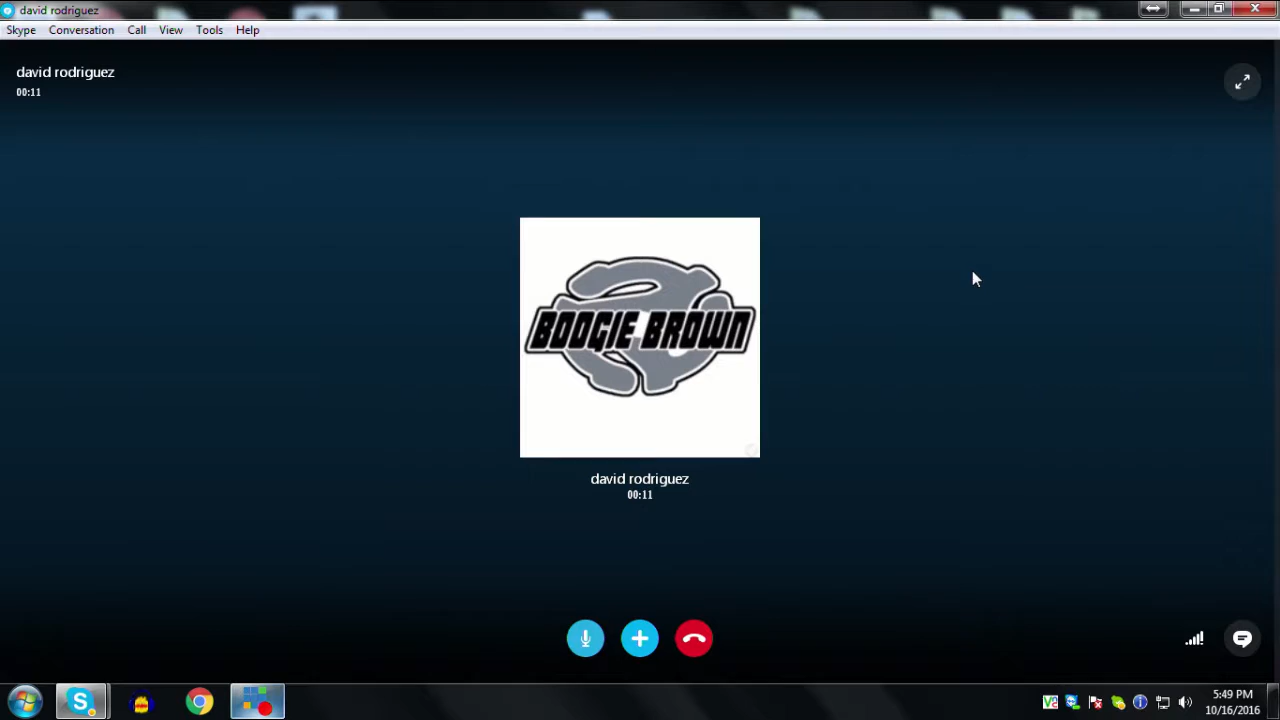 david rodriguez
Skype Conversation Call View Tools Help
david rodriguez
00:11
BOOGIE BROWN
david rodriguez
00:11
5:49 PM
10/16/2016